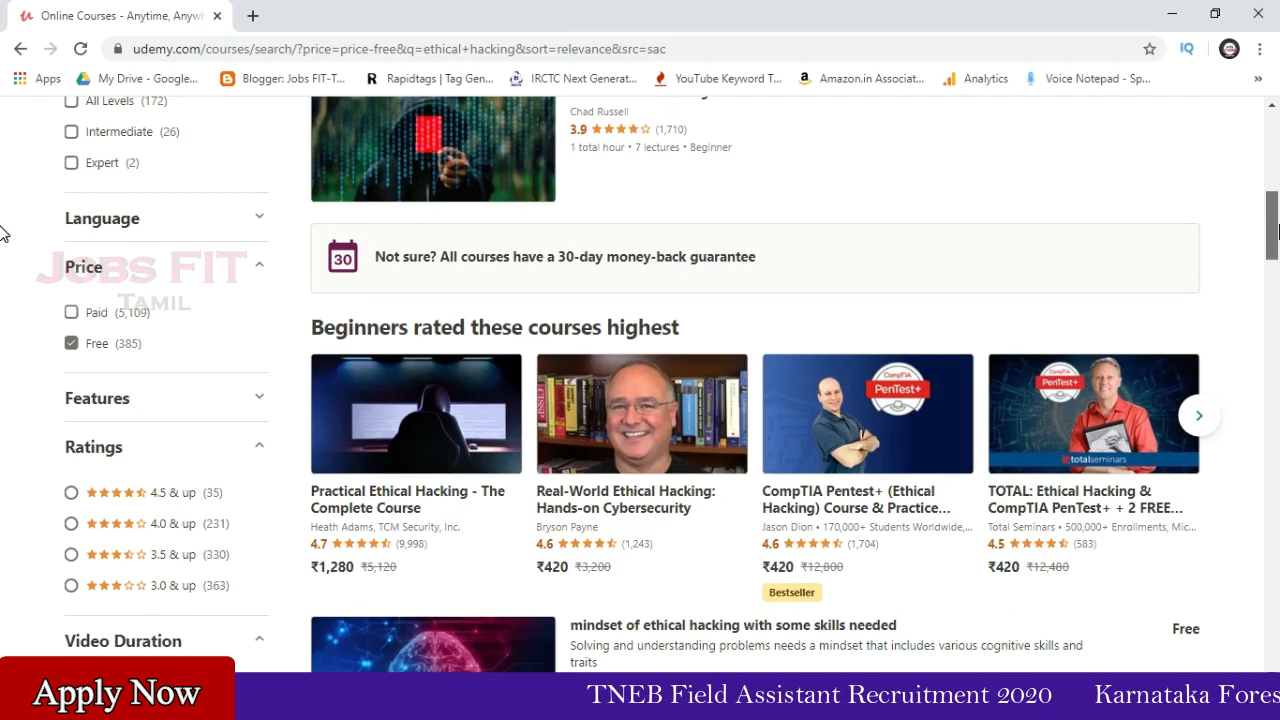 Online Courses - Anytime, Anywh
udemy.com/courses/search/?price=price-free&q=ethical+hacking&sort=relevance&src=sac
Apps
My Drive - Google...
Blogger: Jobs FIT-T...
Rapidtags | Tag Gen...
IRCTC Next Generat...
YouTube Keyword T...
Amazon.in Associat...
Analytics
Voice Notepad - Sp...
All Levels (172)
Intermediate (26)
Expert (2)
Language
Price
Jobs FIT
Tamil
Paid (5,109)
Free (385)
Features
Ratings
4.5 & up (35)
4.0 & up (231)
3.5 & up (330)
3.0 & up (363)
Video Duration
Chad Russell
3.9 (1,710)
1 total hour • 7 lectures • Beginner
30
Not sure? All courses have a 30-day money-back guarantee
Beginners rated these courses highest
CompTIA
PenTest+
CompTIA
PenTest+
totalseminars
Practical Ethical Hacking - The
Complete Course
Heath Adams, TCM Security, Inc.
4.7 (9,998)
₹1,280 ₹5,120
Real-World Ethical Hacking:
Hands-on Cybersecurity
Bryson Payne
4.6 (1,243)
₹420 ₹3,200
CompTIA Pentest+ (Ethical
Hacking) Course & Practice...
Jason Dion • 170,000+ Students Worldwide,...
4.6 (1,704)
₹420 ₹12,800
Bestseller
TOTAL: Ethical Hacking &
CompTIA PenTest+ + 2 FREE...
Total Seminars • 500,000+ Enrollments, Mic...
4.5 (583)
₹420 ₹12,480
mindset of ethical hacking with some skills needed
Free
Solving and understanding problems needs a mindset that includes various cognitive skills and
traits
Apply Now
TNEB Field Assistant Recruitment 2020 Karnataka Fores